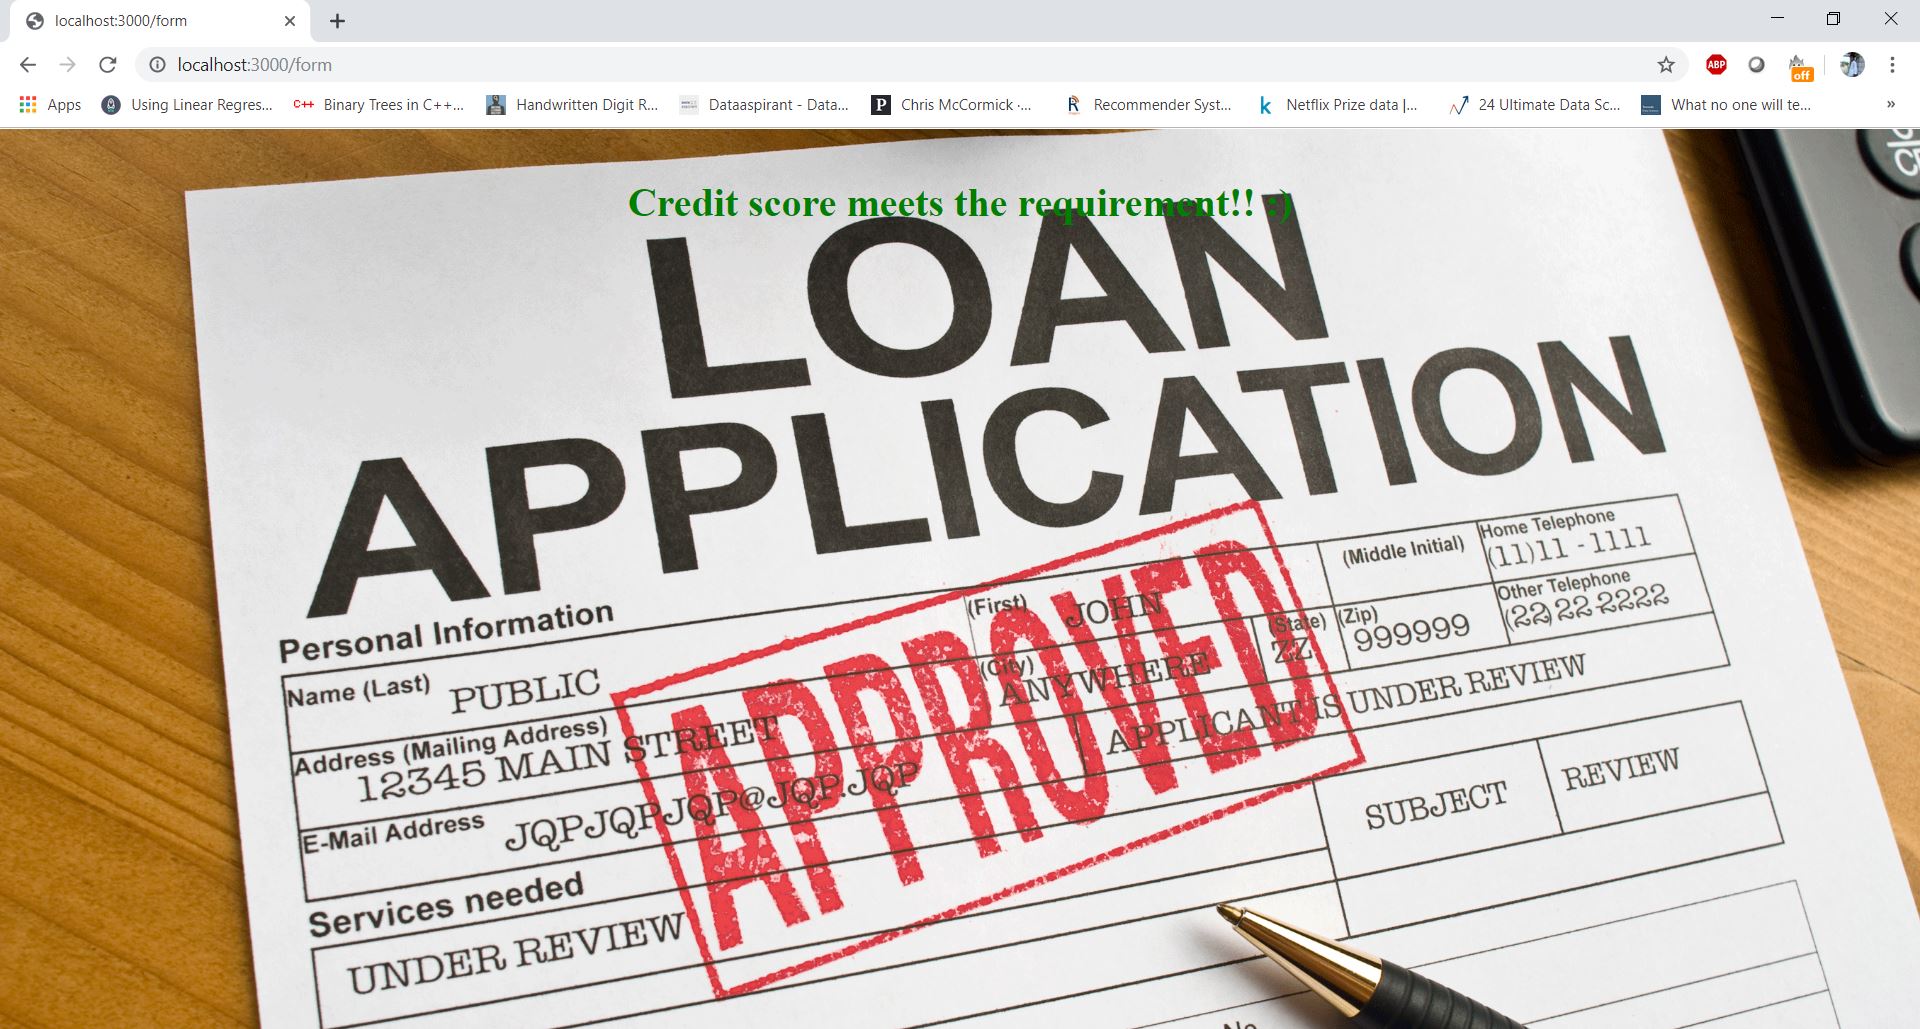 localhost:3000/form
localhost:3000/form
ABP
off
Apps
Using Linear Regres...
C++ Binary Trees in C++...
Handwritten Digit R...
Dataaspirant - Data...
P Chris McCormick ·...
R Recommender Syst...
k Netflix Prize data |...
24 Ultimate Data Sc...
What no one will te...
»
Credit score meets the requirement!! :)
LOAN
APPLICATION
Personal Information
Name (Last) PUBLIC
(First) JOHN
(Middle Initial)
Home Telephone
(11)11 - 1111
Address (Mailing Address)
12345 MAIN STREET
(City)
ANYWHERE
(State)
ZZ
(Zip)
999999
Other Telephone
(22)22-2222
E-Mail Address JQPJQPJQP@JQP.JQP
APPLICANT IS UNDER REVIEW
APPROVED
Services needed
UNDER REVIEW
SUBJECT
REVIEW
No